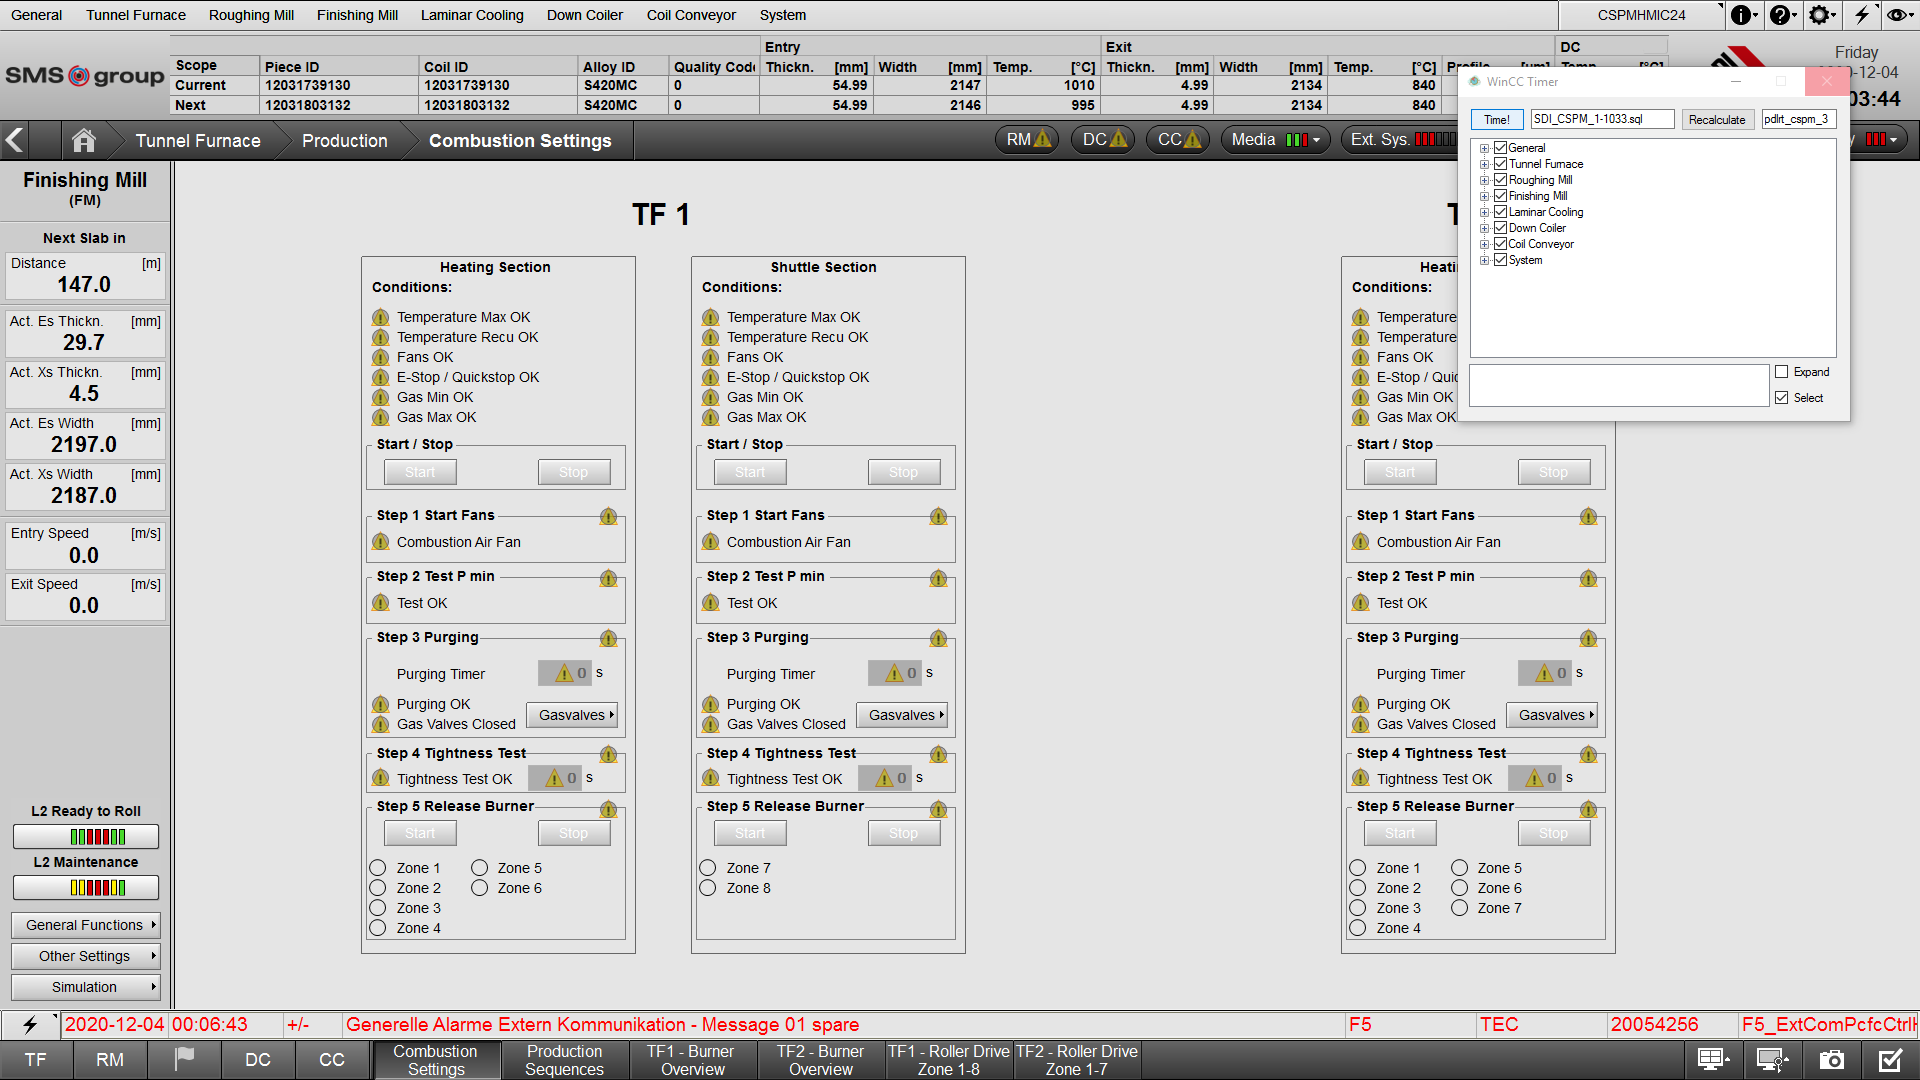 General Tunnel Furnace Roughing Mill Finishing Mill Laminar Cooling Down Coiler Coil Conveyor System CSPMHMIC24
SMS group
Entry Exit DC
Scope Piece ID Coil ID Alloy ID Quality Code Thickn. [mm] Width [mm] Temp. [°C] Thickn. [mm] Width [mm] Temp. [°C]
Current 12031739130 12031739130 S420MC 0 54.99 2147 1010 4.99 2134 840
Next 12031803132 12031803132 S420MC 0 54.99 2146 995 4.99 2134 840
Friday
-12-04
03:44
Tunnel Furnace Production Combustion Settings RM DC CC Media Ext. Sys.
WinCC Timer
Time! SDI_CSPM_1-1033.sql Recalculate pdlrt_cspm_3
General
Tunnel Furnace
Roughing Mill
Finishing Mill
Laminar Cooling
Down Coiler
Coil Conveyor
System
Expand
Select
Finishing Mill
(FM)
Next Slab in
Distance [m]
147.0
Act. Es Thickn. [mm]
29.7
Act. Xs Thickn. [mm]
4.5
Act. Es Width [mm]
2197.0
Act. Xs Width [mm]
2187.0
Entry Speed [m/s]
0.0
Exit Speed [m/s]
0.0
L2 Ready to Roll
L2 Maintenance
General Functions
Other Settings
Simulation
TF 1
Heating Section
Conditions:
Temperature Max OK
Temperature Recu OK
Fans OK
E-Stop / Quickstop OK
Gas Min OK
Gas Max OK
Start / Stop
Start Stop
Step 1 Start Fans
Combustion Air Fan
Step 2 Test P min
Test OK
Step 3 Purging
Purging Timer 0 s
Purging OK
Gas Valves Closed Gasvalves
Step 4 Tightness Test
Tightness Test OK 0 s
Step 5 Release Burner
Start Stop
Zone 1 Zone 5
Zone 2 Zone 6
Zone 3
Zone 4
Shuttle Section
Conditions:
Temperature Max OK
Temperature Recu OK
Fans OK
E-Stop / Quickstop OK
Gas Min OK
Gas Max OK
Start / Stop
Start Stop
Step 1 Start Fans
Combustion Air Fan
Step 2 Test P min
Test OK
Step 3 Purging
Purging Timer 0 s
Purging OK
Gas Valves Closed Gasvalves
Step 4 Tightness Test
Tightness Test OK 0 s
Step 5 Release Burner
Start Stop
Zone 7
Zone 8
Conditions:
Temperature
Temperature
Fans OK
E-Stop /
Gas Min OK
Gas Max OK
Start / Stop
Start Stop
Step 1 Start Fans
Combustion Air Fan
Step 2 Test P min
Test OK
Step 3 Purging
Purging Timer 0 s
Purging OK
Gas Valves Closed Gasvalves
Step 4 Tightness Test
Tightness Test OK 0 s
Step 5 Release Burner
Start Stop
Zone 1 Zone 5
Zone 2 Zone 6
Zone 3 Zone 7
Zone 4
2020-12-04 00:06:43 +/- Generelle Alarme Extern Kommunikation - Message 01 spare F5 TEC 20054256 F5_ExtComPcfcCtrl
TF RM DC CC
Combustion Settings
Production Sequences
TF1 - Burner Overview
TF2 - Burner Overview
TF1 - Roller Drive Zone 1-8
TF2 - Roller Drive Zone 1-7